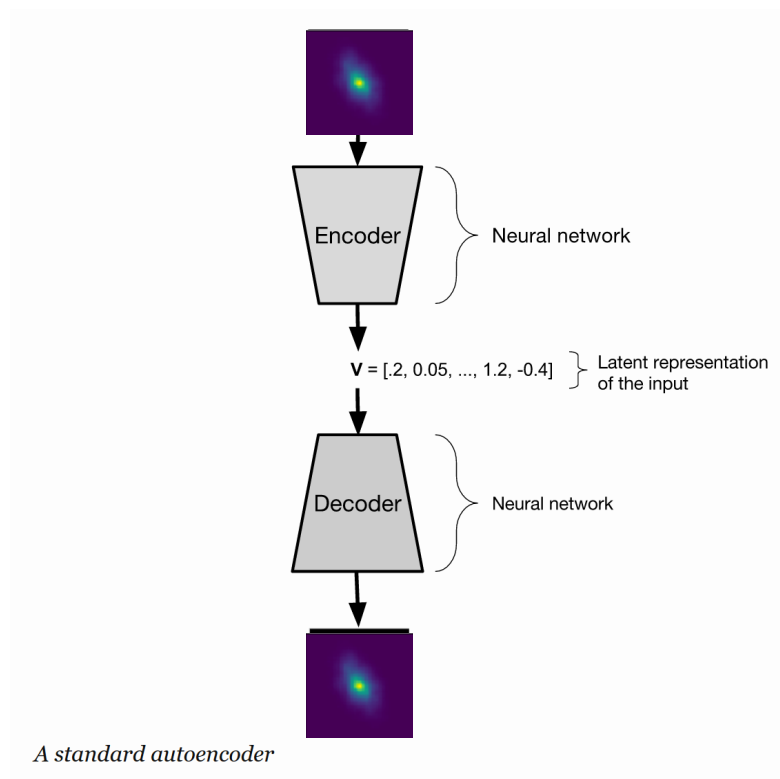 Encoder
Neural network
V = [.2, 0.05, ..., 1.2, -0.4]
Latent representation
of the input
Decoder
Neural network
A standard autoencoder